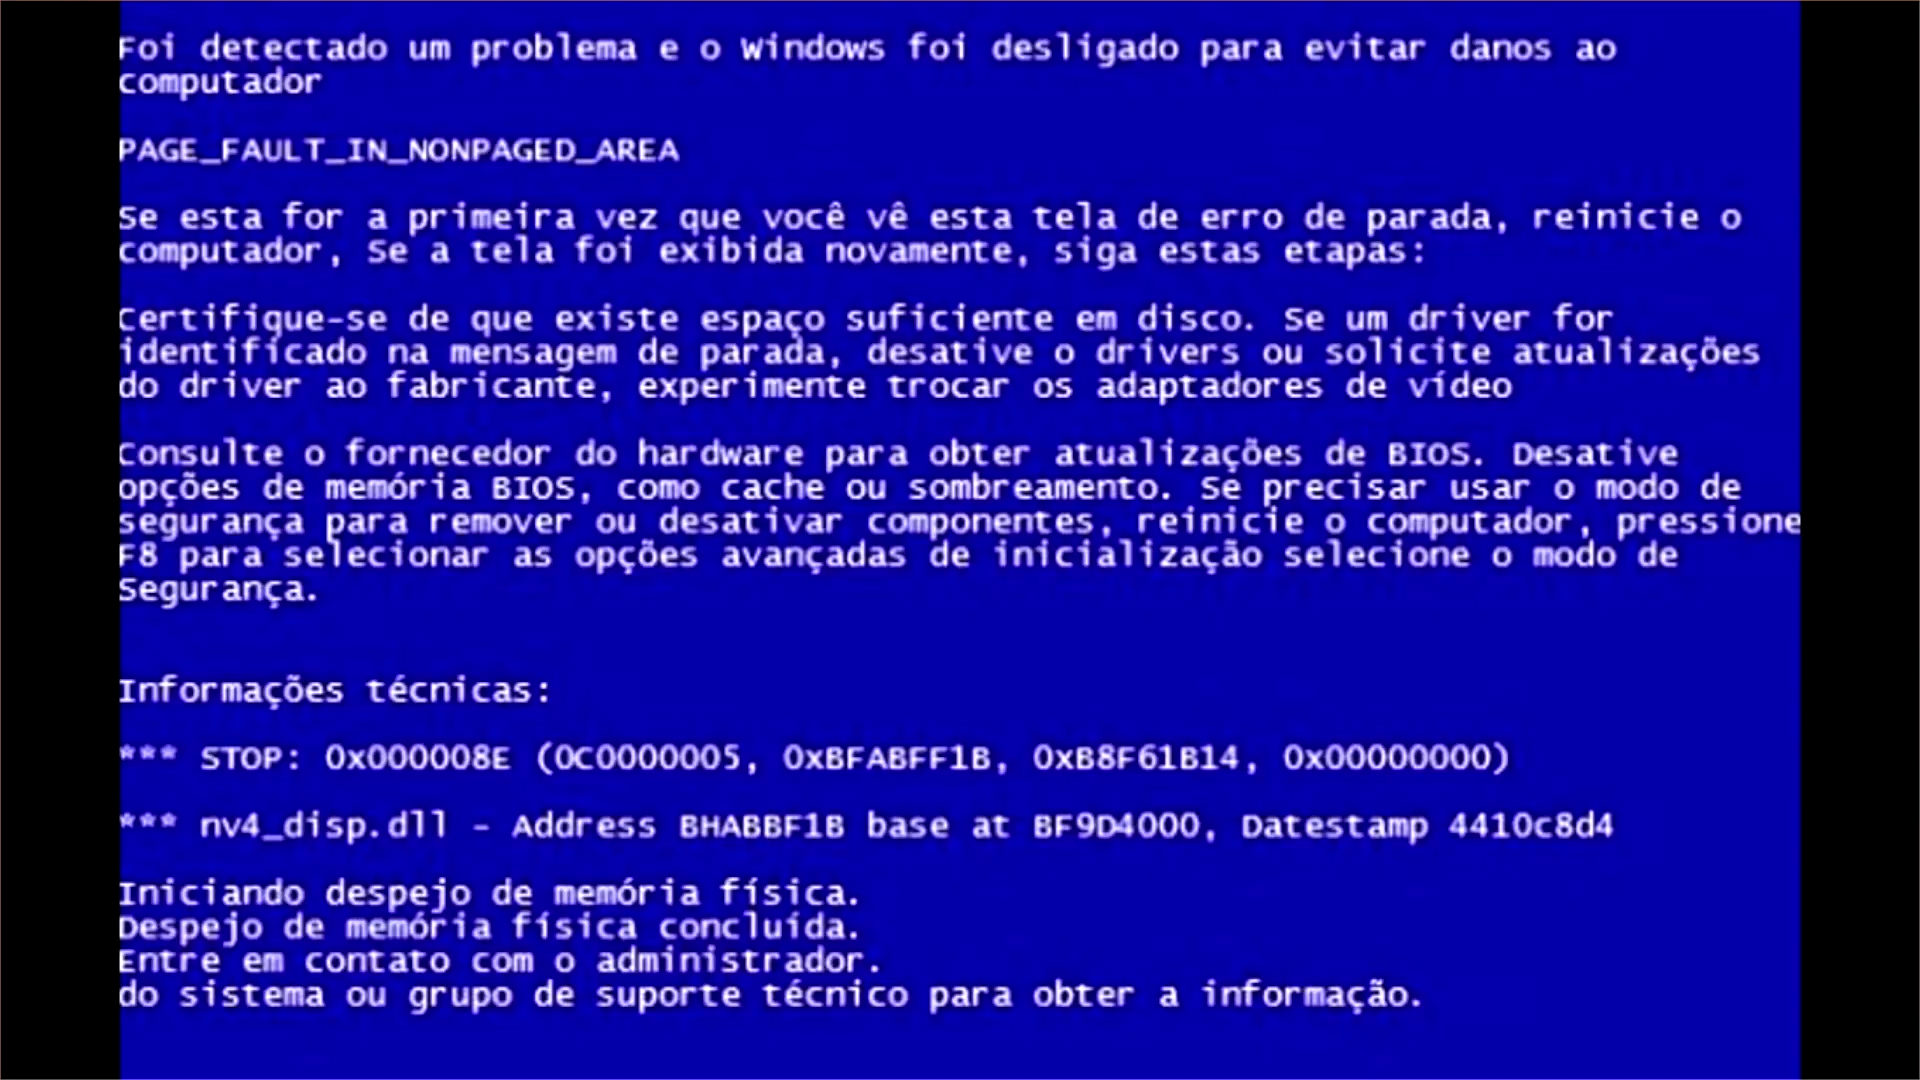 Foi detectado um problema e o Windows foi desligado para evitar danos ao
computador
PAGE_FAULT_IN_NONPAGED_AREA
Se esta for a primeira vez que você vê esta tela de erro de parada, reinicie o
computador, Se a tela foi exibida novamente, siga estas etapas:
Certifique-se de que existe espaço suficiente em disco. Se um driver for
identificado na mensagem de parada, desative o drivers ou solicite atualizações
do driver ao fabricante, experimente trocar os adaptadores de vídeo
Consulte o fornecedor do hardware para obter atualizações de BIOS. Desative
opções de memória BIOS, como cache ou sombreamento. Se precisar usar o modo de
segurança para remover ou desativar componentes, reinicie o computador, pressione
F8 para selecionar as opções avançadas de inicialização selecione o modo de
Segurança.
Informações técnicas:
*** STOP: 0x000008E (0C0000005, 0xBFABFF1B, 0xB8F61B14, 0x00000000)
*** nv4_disp.dll - Address BHABBF1B base at BF9D4000, Datestamp 4410c8d4
Iniciando despejo de memória física.
Despejo de memória física concluída.
Entre em contato com o administrador.
do sistema ou grupo de suporte técnico para obter a informação.